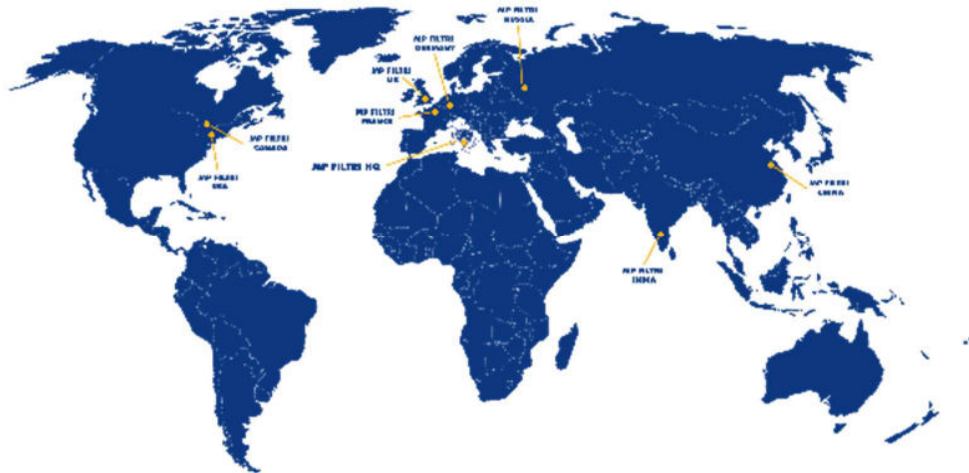 MP FILTRI
RUSSIA
MP FILTRI
GERMANY
MP FILTRI
UK
MP FILTRI
FRANCE
MP FILTRI
CANADA
MP FILTRI HQ
MP FILTRI
USA
MP FILTRI
CHINA
MP FILTRI
INDIA